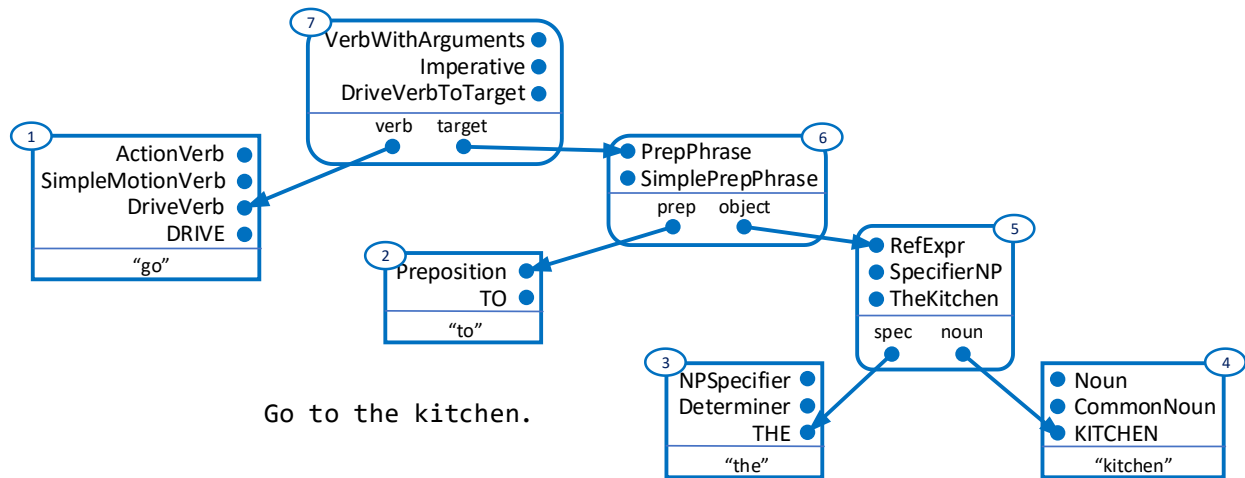 7
VerbWithArguments
Imperative
DriveVerbToTarget
verb target
1
ActionVerb
SimpleMotionVerb
DriveVerb
DRIVE
“go”
6
PrepPhrase
SimplePrepPhrase
prep object
2
Preposition
TO
“to”
5
RefExpr
SpecifierNP
TheKitchen
spec noun
3
NPSpecifier
Determiner
THE
“the”
4
Noun
CommonNoun
KITCHEN
“kitchen”
Go to the kitchen.